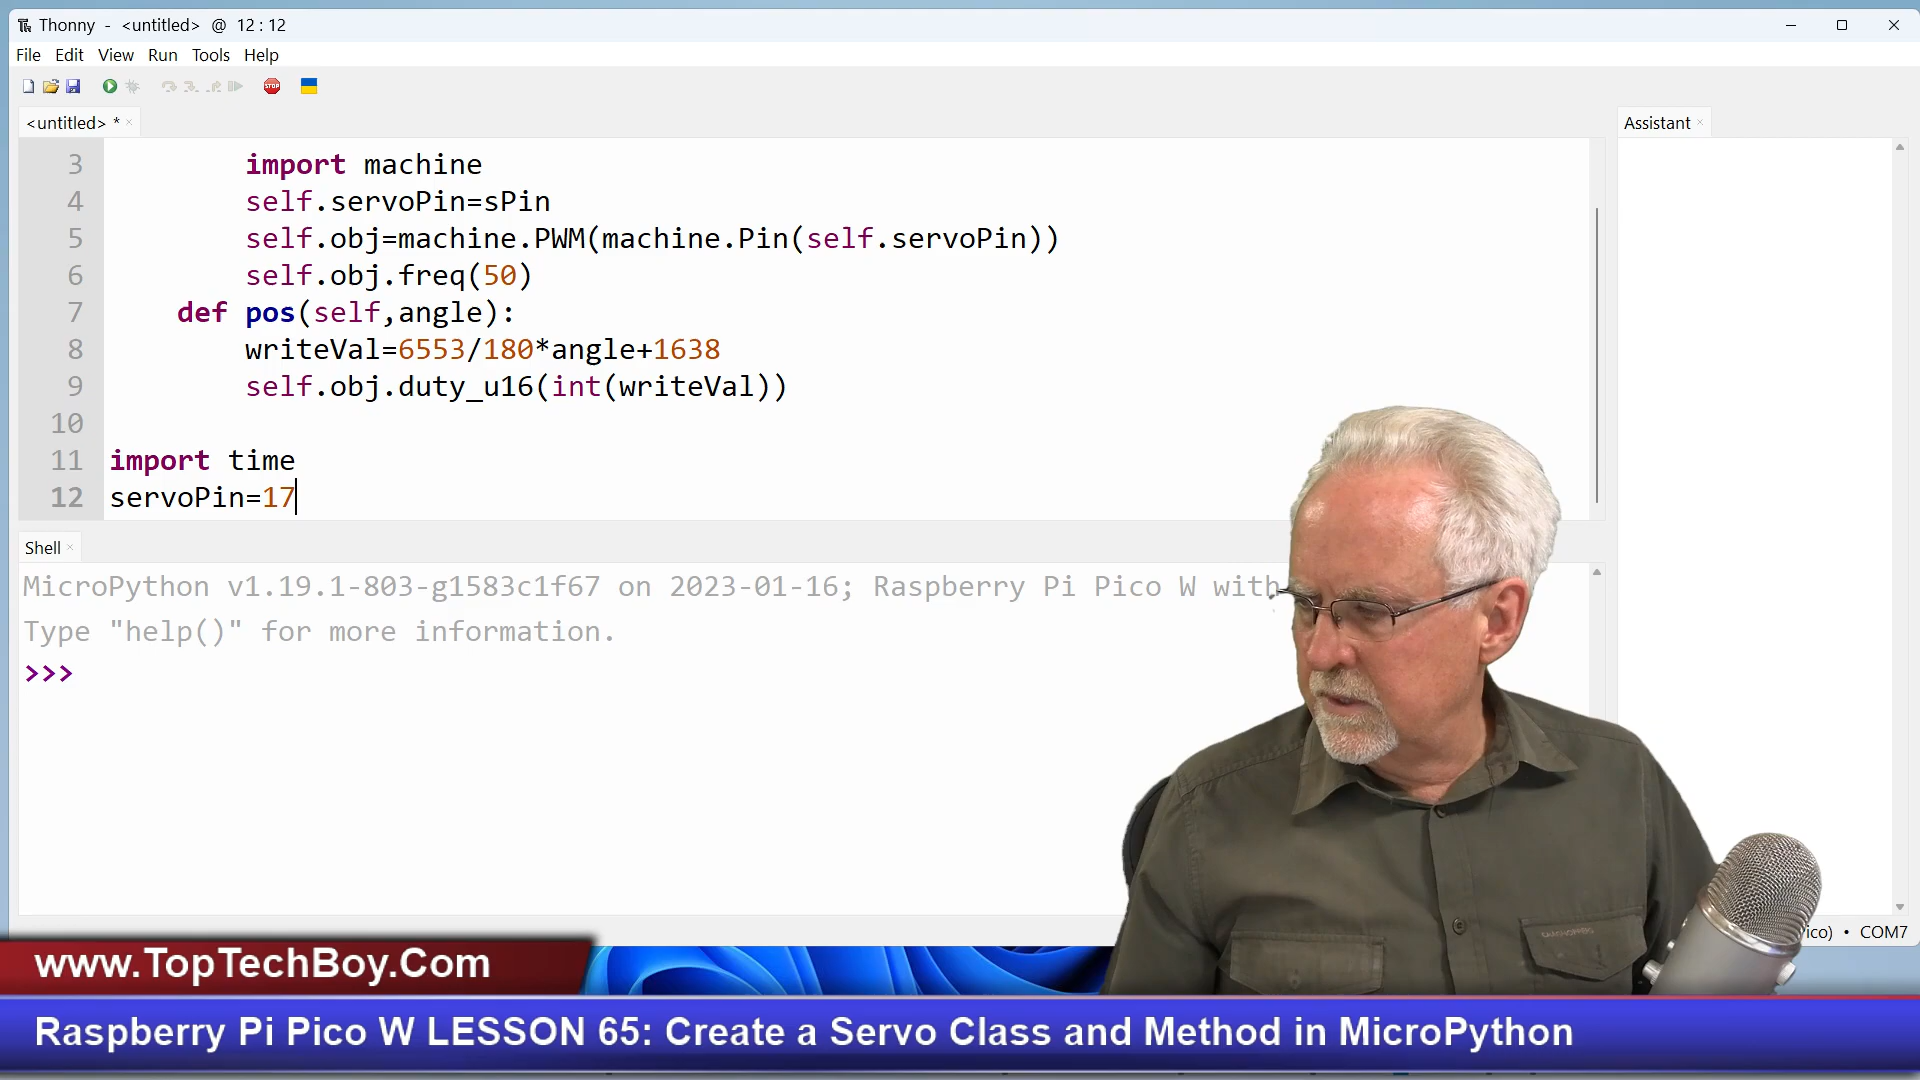 Thonny - <untitled> @ 12 : 12
File Edit View Run Tools Help
STOP
<untitled> *
Assistant
3 import machine
4 self.servoPin=sPin
5 self.obj=machine.PWM(machine.Pin(self.servoPin))
6 self.obj.freq(50)
7 def pos(self,angle):
8 writeVal=6553/180*angle+1638
9 self.obj.duty_u16(int(writeVal))
10
11 import time
12 servoPin=17
Shell
MicroPython v1.19.1-803-g1583c1f67 on 2023-01-16; Raspberry Pi Pico W with
Type "help()" for more information.
>>>
ico) • COM7
www.TopTechBoy.Com
Raspberry Pi Pico W LESSON 65: Create a Servo Class and Method in MicroPython